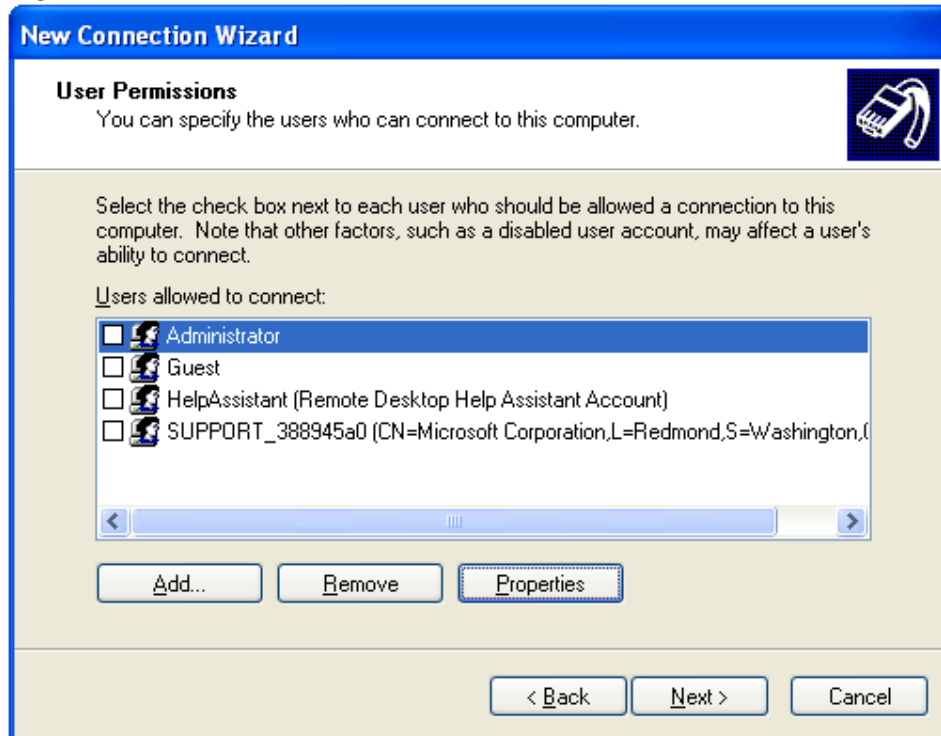 New Connection Wizard
User Permissions
You can specify the users who can connect to this computer.
Select the check box next to each user who should be allowed a connection to this
computer. Note that other factors, such as a disabled user account, may affect a user's
ability to connect.
Users allowed to connect:
Administrator
Guest
HelpAssistant (Remote Desktop Help Assistant Account)
SUPPORT_388945a0 (CN=Microsoft Corporation,L=Redmond,S=Washington,
Add... Remove Properties
< Back Next > Cancel